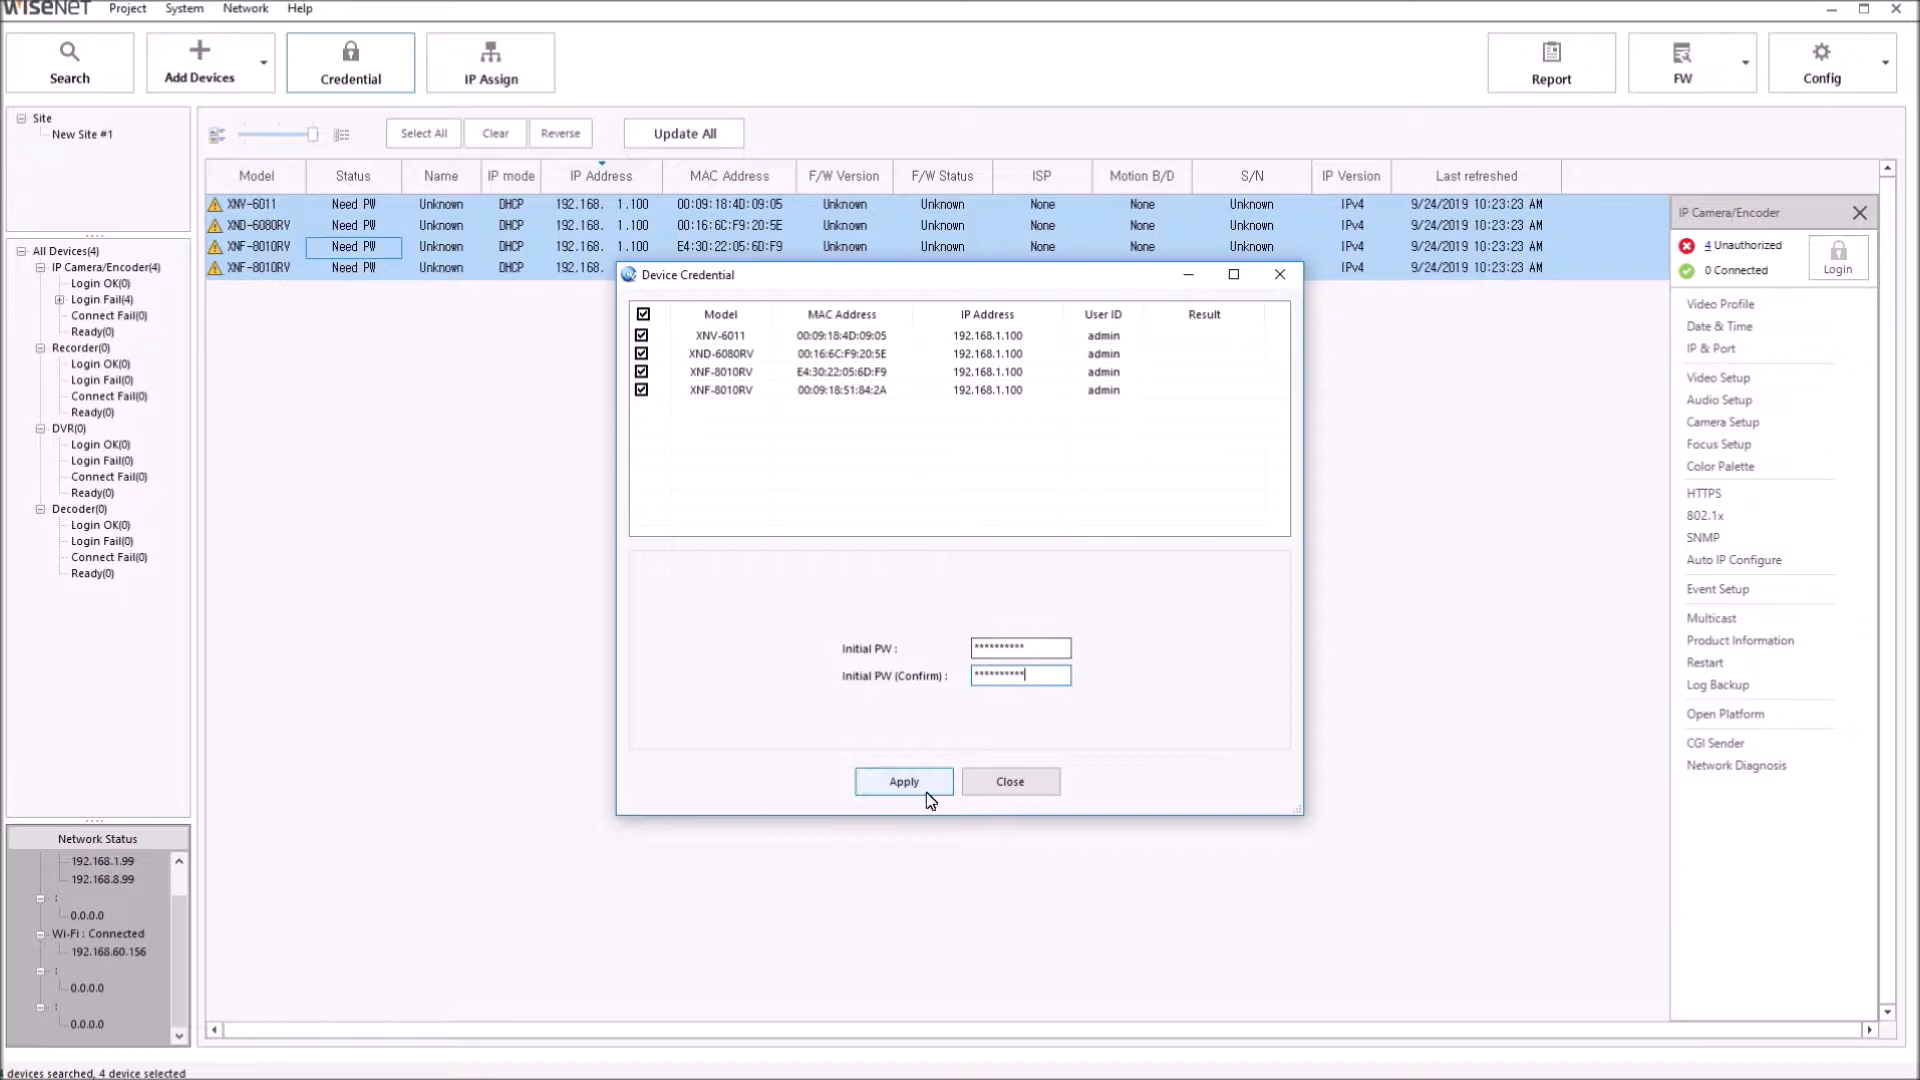 WISENET Project System Network Help
Search Add Devices Credential IP Assign Report FW Config
Site
New Site #1
Select All Clear Reverse Update All
Model Status Name IP mode IP Address MAC Address F/W Version F/W Status ISP Motion B/D S/N IP Version Last refreshed
XNV-6011 Need PW Unknown DHCP 192.168. 1.100 00:09:18:4D:09:05 Unknown Unknown None None Unknown IPv4 9/24/2019 10:23:23 AM
XND-6080RV Need PW Unknown DHCP 192.168. 1.100 00:16:6C:F9:20:5E Unknown Unknown None None Unknown IPv4 9/24/2019 10:23:23 AM
XNF-8010RV Need PW Unknown DHCP 192.168. 1.100 E4:30:22:05:6D:F9 Unknown Unknown None None Unknown IPv4 9/24/2019 10:23:23 AM
XNF-8010RV Need PW Unknown DHCP 192.168. IPv4 9/24/2019 10:23:23 AM
All Devices(4)
IP Camera/Encoder(4)
Login OK(0)
Login Fail(4)
Connect Fail(0)
Ready(0)
Recorder(0)
Login OK(0)
Login Fail(0)
Connect Fail(0)
Ready(0)
DVR(0)
Login OK(0)
Login Fail(0)
Connect Fail(0)
Ready(0)
Decoder(0)
Login OK(0)
Login Fail(0)
Connect Fail(0)
Ready(0)
Network Status
192.168.1.99
192.168.8.99
:
0.0.0.0
Wi-Fi : Connected
192.168.60.156
:
0.0.0.0
:
0.0.0.0
Device Credential
Model MAC Address IP Address User ID Result
XNV-6011 00:09:18:4D:09:05 192.168.1.100 admin
XND-6080RV 00:16:6C:F9:20:5E 192.168.1.100 admin
XNF-8010RV E4:30:22:05:6D:F9 192.168.1.100 admin
XNF-8010RV 00:09:18:51:84:2A 192.168.1.100 admin
Initial PW : **********
Initial PW (Confirm) : **********
Apply Close
IP Camera/Encoder
4 Unauthorized
0 Connected
Login
Video Profile
Date & Time
IP & Port
Video Setup
Audio Setup
Camera Setup
Focus Setup
Color Palette
HTTPS
802.1x
SNMP
Auto IP Configure
Event Setup
Multicast
Product Information
Restart
Log Backup
Open Platform
CGI Sender
Network Diagnosis
4 devices searched, 4 device selected